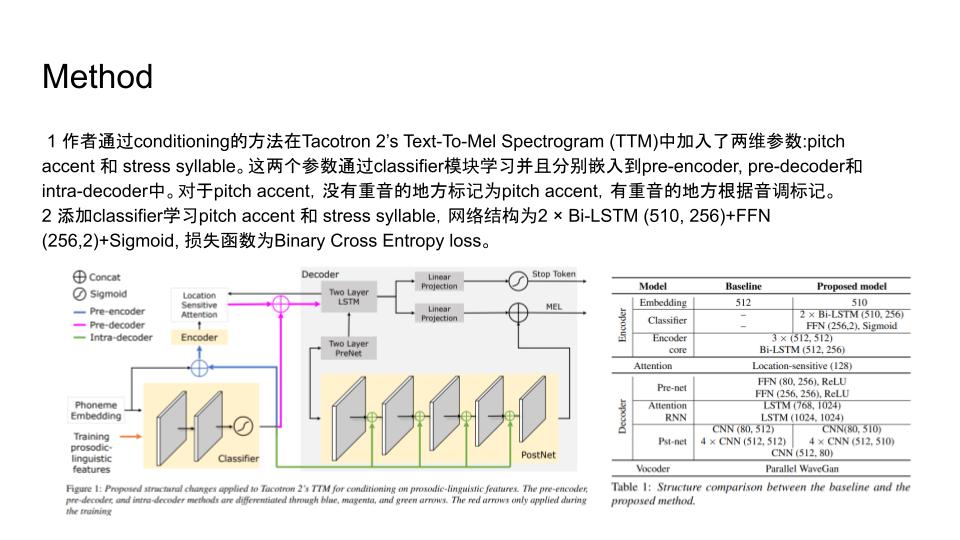 Method
1 作者通过conditioning的方法在Tacotron 2’s Text-To-Mel Spectrogram (TTM)中加入了两维参数:pitch
accent 和 stress syllable。这两个参数通过classifier模块学习并且分别嵌入到pre-encoder, pre-decoder和
intra-decoder中。对于pitch accent，没有重音的地方标记为pitch accent，有重音的地方根据音调标记。
2 添加classifier学习pitch accent 和 stress syllable，网络结构为2 × Bi-LSTM (510, 256)+FFN
(256,2)+Sigmoid, 损失函数为Binary Cross Entropy loss。
Concat
Sigmoid
Pre-encoder
Pre-decoder
Intra-decoder
Location
Sensitive
Attention
Encoder
Phoneme
Embedding
Training
prosodic-
linguistic
features
Classifier
Decoder
Two Layer
LSTM
Two Layer
PreNet
Linear
Projection
Linear
Projection
Stop Token
MEL
PostNet
Figure 1: Proposed structural changes applied to Tacotron 2’s TTM for conditioning on prosodic-linguistic features. The pre-encoder,
pre-decoder, and intra-decoder methods are differentiated through blue, magenta, and green arrows. The red arrows only applied during
the training
Model Baseline Proposed model
Encoder
Embedding 512 510
Classifier – 2 × Bi-LSTM (510, 256)
– FFN (256,2), Sigmoid
Encoder 3 × (512, 512)
core Bi-LSTM (512, 256)
Attention Location-sensitive (128)
Decoder
Pre-net FFN (80, 256), ReLU
FFN (256, 256), ReLU
Attention LSTM (768, 1024)
RNN LSTM (1024, 1024)
Pst-net CNN (80, 512) CNN(80, 510)
4 × CNN (512, 512) 4 × CNN (512, 510)
CNN (512, 80)
Vocoder Parallel WaveGan
Table 1: Structure comparison between the baseline and the
proposed method.